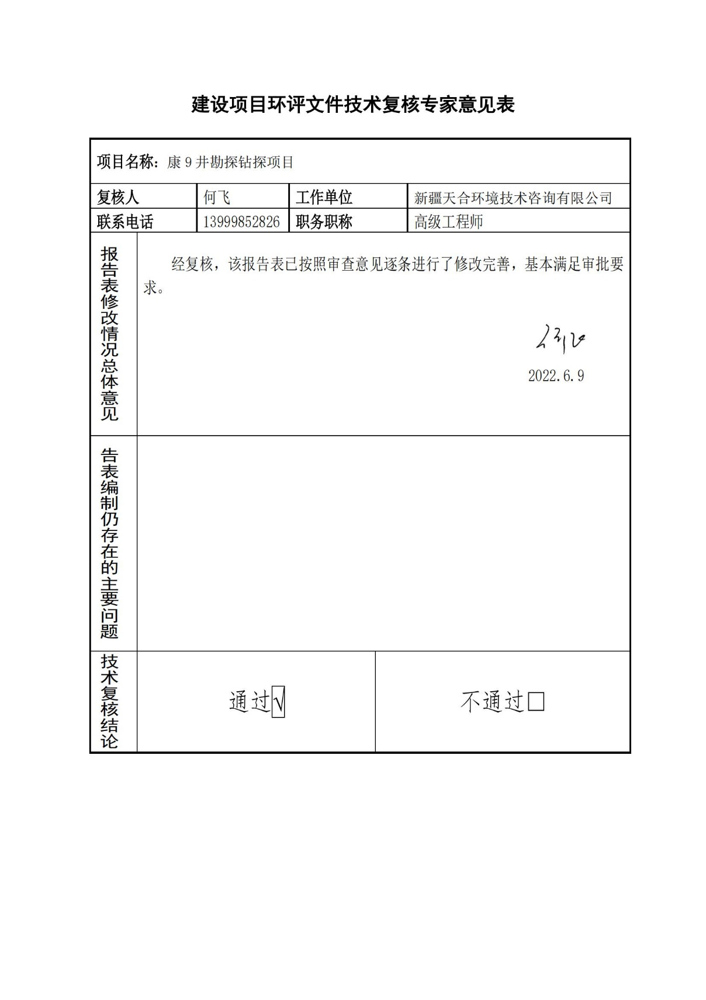 建设项目环评文件技术复核专家意见表
项目名称：康 9 井勘探钻探项目
复核人 何飞 工作单位 新疆天合环境技术咨询有限公司
联系电话 13999852826 职务职称 高级工程师
报告表修改情况总体意见
经复核，该报告表已按照审查意见逐条进行了修改完善，基本满足审批要
求。
何飞
2022.6.9
告表编制仍存在的主要问题
技术复核结论
通过√ 不通过□